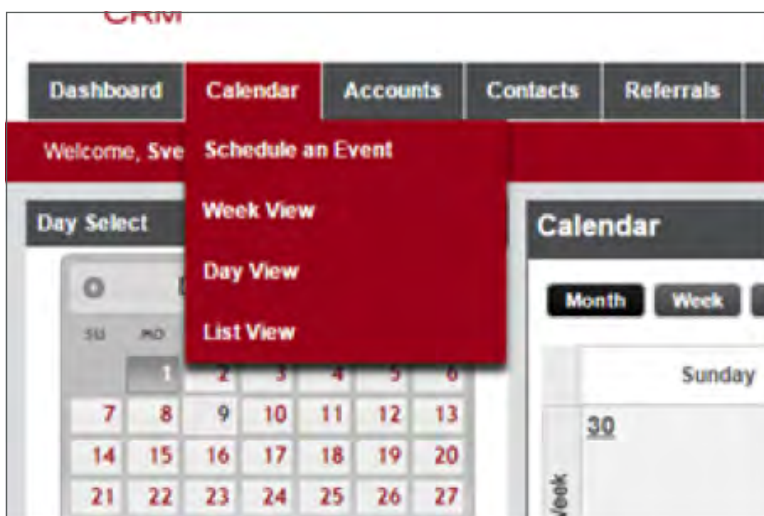 CRM
Dashboard Calendar Accounts Contacts Referrals
Welcome, Sve
Schedule an Event
Week View
Day View
List View
Day Select
SU MO
1 2 3 4 5 6
7 8 9 10 11 12 13
14 15 16 17 18 19 20
21 22 23 24 25 26 27
Calendar
Month Week
Sunday
30
Week